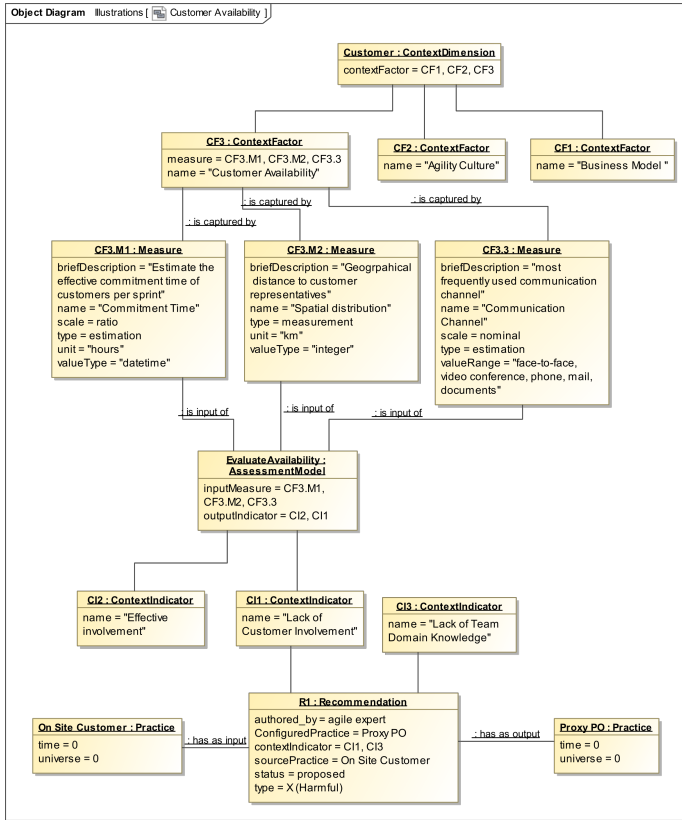 Object Diagram Illustrations [ Customer Availability ]
Customer : ContextDimension
contextFactor = CF1, CF2, CF3
CF3 : ContextFactor
measure = CF3.M1, CF3.M2, CF3.3
name = "Customer Availability"
CF2 : ContextFactor
name = "Agility Culture"
CF1 : ContextFactor
name = "Business Model "
: is captured by
: is captured by
: is captured by
CF3.M1 : Measure
briefDescription = "Estimate the
effective commitment time of
customers per sprint"
name = "Commitment Time"
scale = ratio
type = estimation
unit = "hours"
valueType = "datetime"
CF3.M2 : Measure
briefDescription = "Geogrpahical
distance to customer
representatives"
name = "Spatial distribution"
type = measurement
unit = "km"
valueType = "integer"
CF3.3 : Measure
briefDescription = "most
frequently used communication
channel"
name = "Communication
Channel"
scale = nominal
type = estimation
valueRange = "face-to-face,
video conference, phone, mail,
documents"
: is input of
: is input of
: is input of
EvaluateAvailability :
AssessmentModel
inputMeasure = CF3.M1,
CF3.M2, CF3.3
outputIndicator = CI2, CI1
CI2 : ContextIndicator
name = "Effective
involvement"
CI1 : ContextIndicator
name = "Lack of
Customer Involvement"
CI3 : ContextIndicator
name = "Lack of Team
Domain Knowledge"
R1 : Recommendation
authored_by = agile expert
ConfiguredPractice = Proxy PO
contextIndicator = CI1, CI3
sourcePractice = On Site Customer
status = proposed
type = X (Harmful)
On Site Customer : Practice
time = 0
universe = 0
: has as input
: has as output
Proxy PO : Practice
time = 0
universe = 0